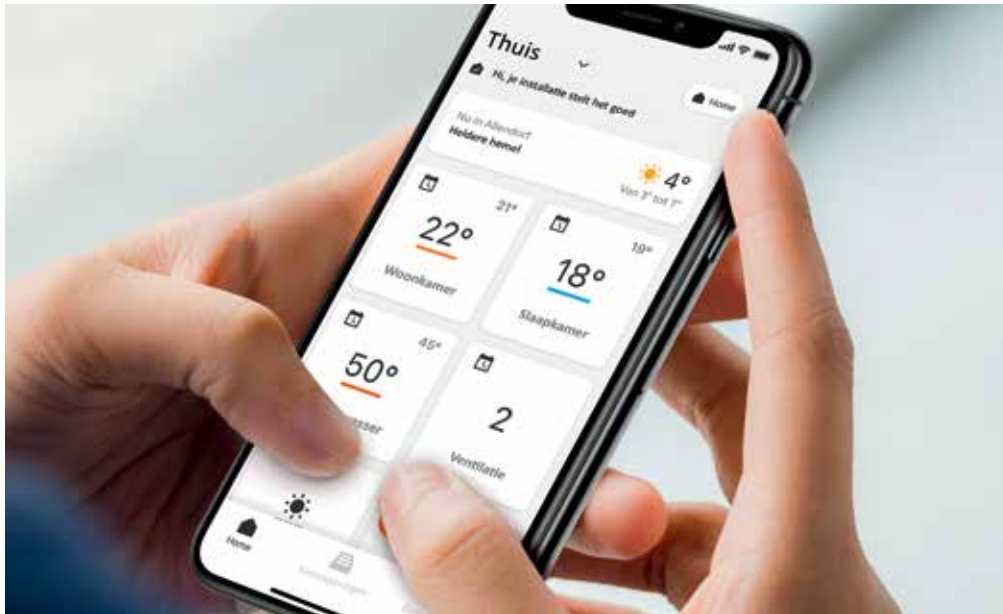 Thuis
Hi, je installatie stelt het goed
Home
Nu in Allendorf
Heldere hemel
4°
Van 3° tot 7°
21°
22°
Woonkamer
19°
18°
Slaapkamer
45°
50°
2
Ventilatie
Home